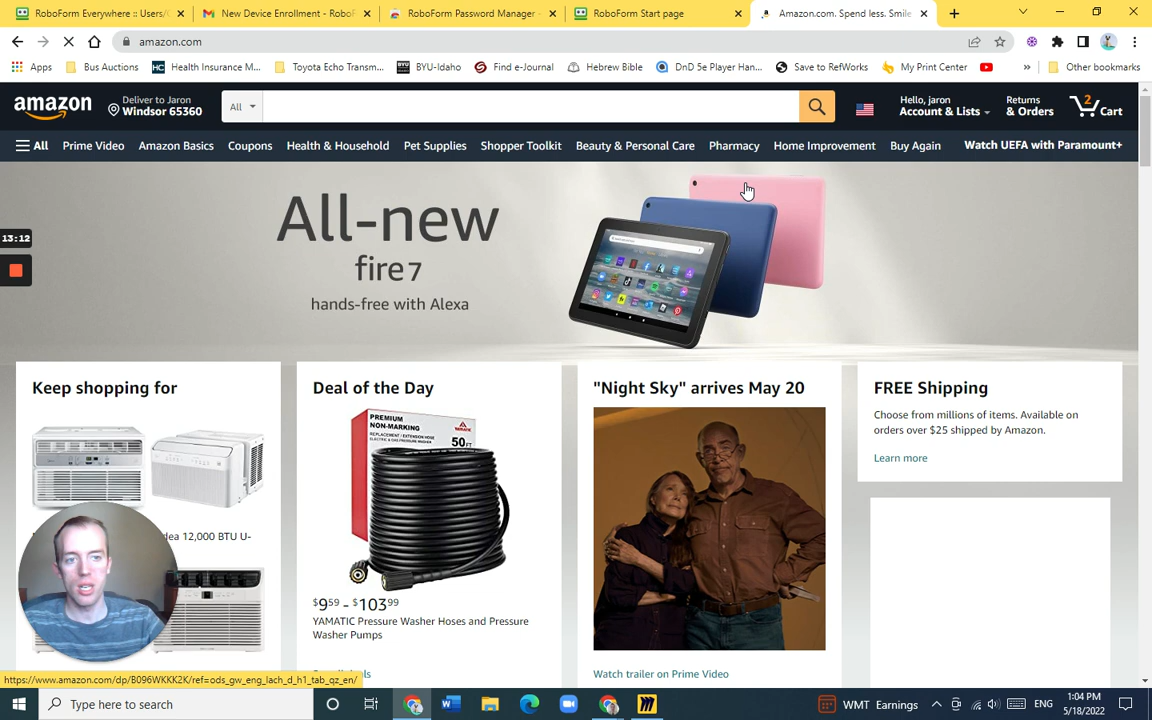 RoboForm Everywhere :: Users/
New Device Enrollment - RoboF
RoboForm Password Manager -
RoboForm Start page
Amazon.com. Spend less. Smile
amazon.com
Apps
Bus Auctions
Health Insurance M...
Toyota Echo Transm...
BYU-Idaho
Find e-Journal
Hebrew Bible
DnD 5e Player Han...
Save to RefWorks
My Print Center
»
Other bookmarks
amazon
Deliver to Jaron
Windsor 65360
All
Hello, jaron
Account & Lists
Returns
& Orders
2
Cart
All
Prime Video
Amazon Basics
Coupons
Health & Household
Pet Supplies
Shopper Toolkit
Beauty & Personal Care
Pharmacy
Home Improvement
Buy Again
Watch UEFA with Paramount+
All-new
fire 7
hands-free with Alexa
13:12
Keep shopping for
dea 12,000 BTU U-
Deal of the Day
PREMIUM
NON-MARKING
REPLACEMENT / EXTENSION HOSE
50FT
$9⁵⁹ - $103⁹⁹
YAMATIC Pressure Washer Hoses and Pressure
Washer Pumps
"Night Sky" arrives May 20
Watch trailer on Prime Video
FREE Shipping
Choose from millions of items. Available on
orders over $25 shipped by Amazon.
Learn more
https://www.amazon.com/dp/B096WKKK2K/ref=ods_gw_eng_lach_d_h1_tab_qz_en/
Type here to search
WMT
Earnings
ENG
1:04 PM
5/18/2022